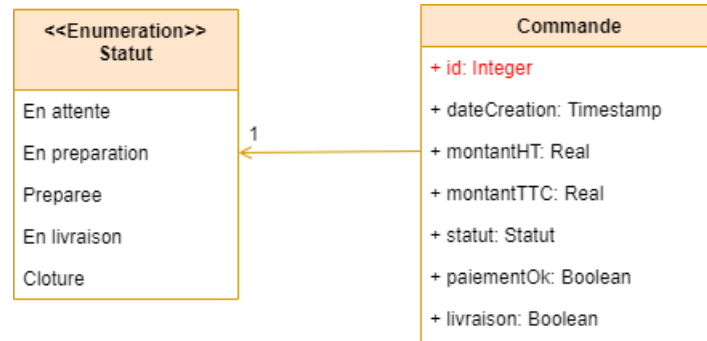 <<Enumeration>>
Statut
En attente
En preparation
Preparee
En livraison
Cloture
1
Commande
+ id: Integer
+ dateCreation: Timestamp
+ montantHT: Real
+ montantTTC: Real
+ statut: Statut
+ paiementOk: Boolean
+ livraison: Boolean